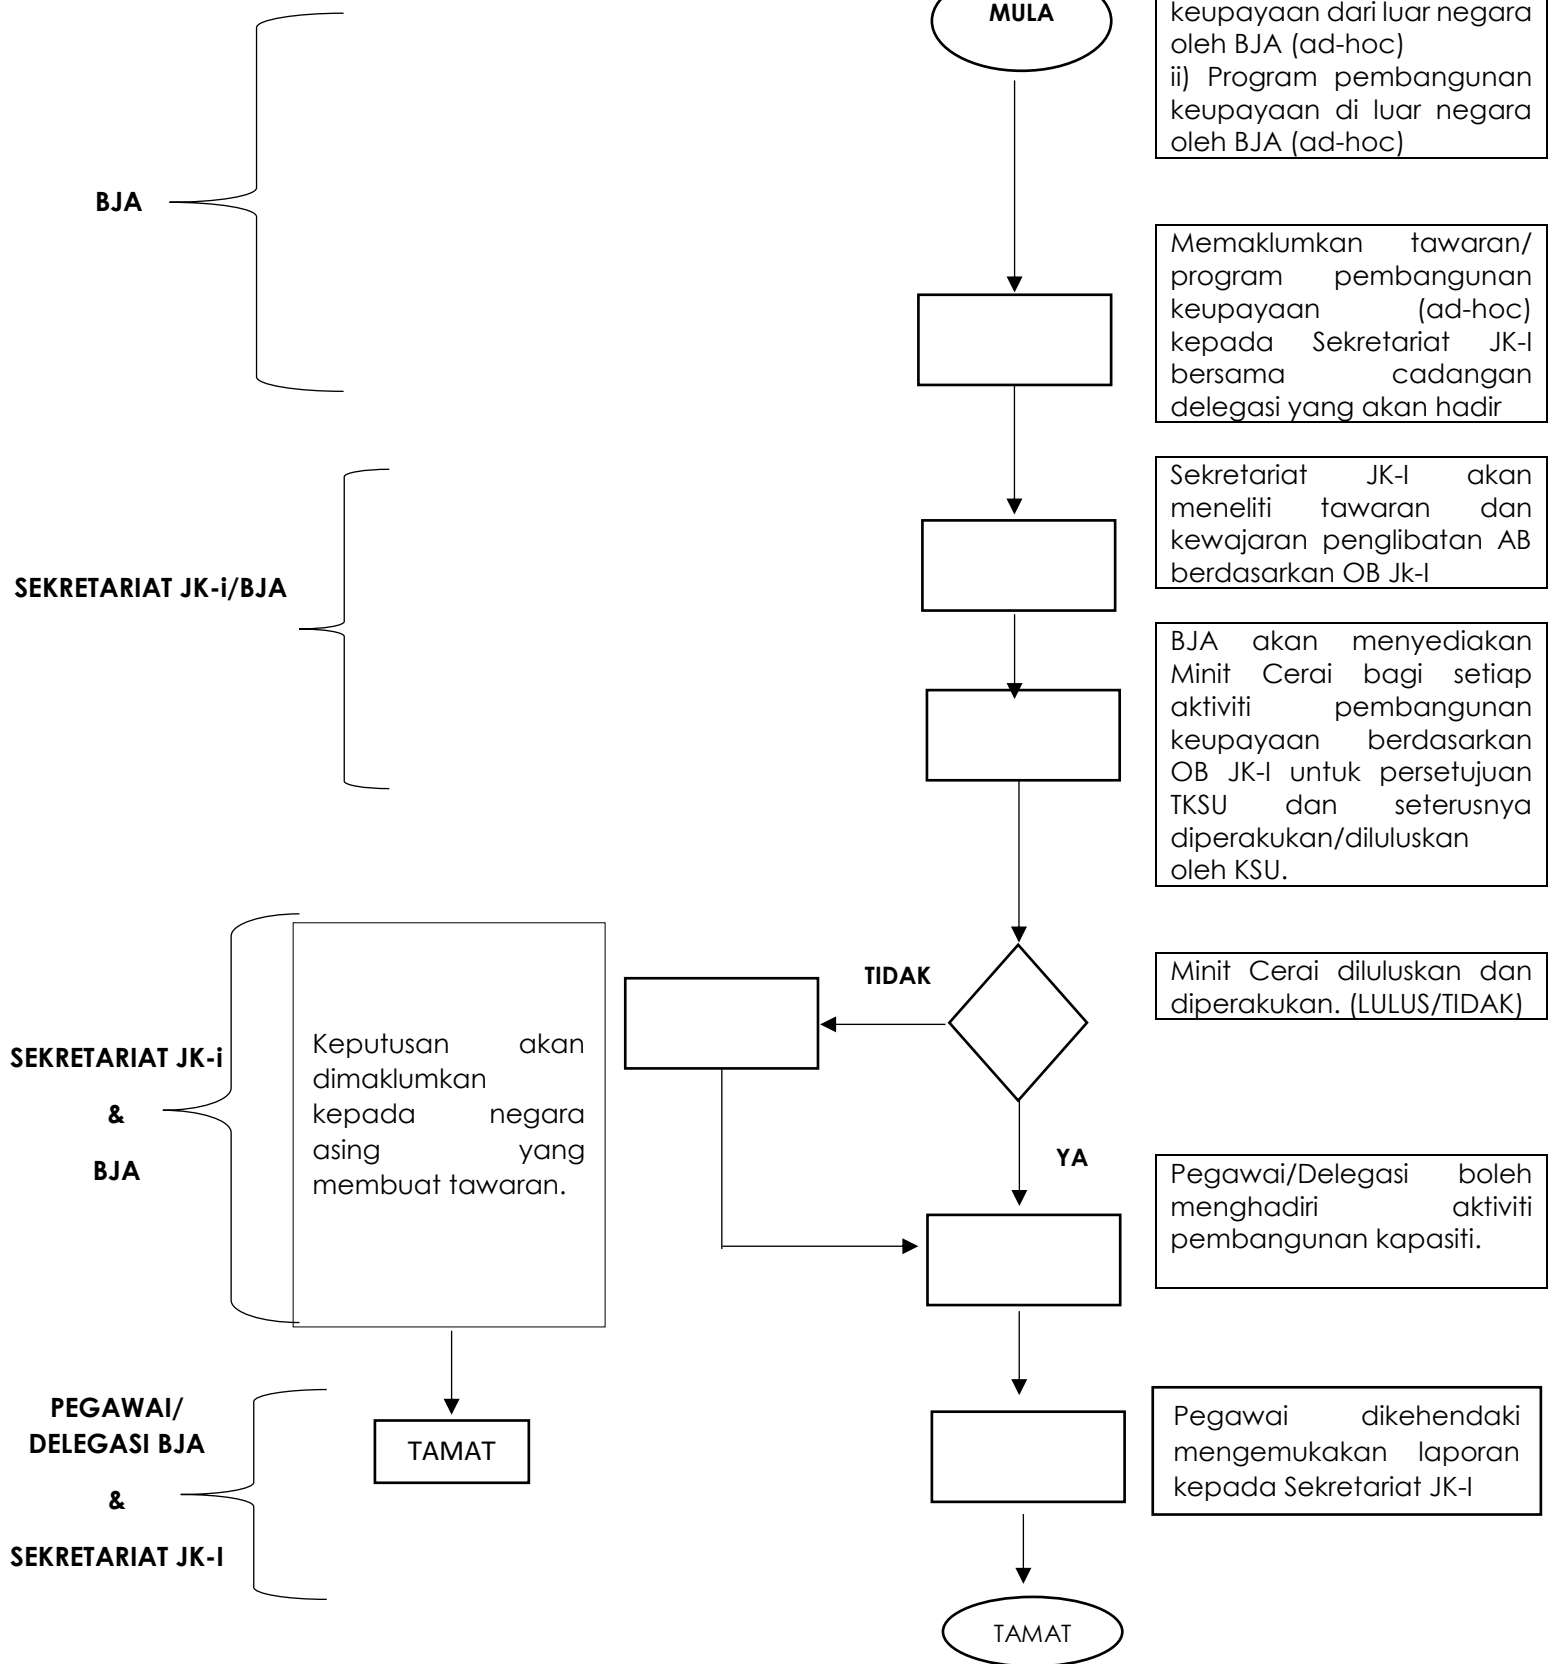 MULA
keupayaan dari luar negara
oleh BJA (ad-hoc)
ii) Program pembangunan
keupayaan di luar negara
oleh BJA (ad-hoc)
BJA
Memaklumkan tawaran/
program pembangunan
keupayaan (ad-hoc)
kepada Sekretariat JK-I
bersama cadangan
delegasi yang akan hadir
Sekretariat JK-I akan
meneliti tawaran dan
kewajaran penglibatan AB
berdasarkan OB Jk-I
SEKRETARIAT JK-i/BJA
BJA akan menyediakan
Minit Cerai bagi setiap
aktiviti pembangunan
keupayaan berdasarkan
OB JK-I untuk persetujuan
TKSU dan seterusnya
diperakukan/diluluskan
oleh KSU.
TIDAK
Minit Cerai diluluskan dan
diperakukan. (LULUS/TIDAK)
SEKRETARIAT JK-i
&
BJA
Keputusan akan
dimaklumkan
kepada negara
asing yang
membuat tawaran.
YA
Pegawai/Delegasi boleh
menghadiri aktiviti
pembangunan kapasiti.
PEGAWAI/
DELEGASI BJA
&
SEKRETARIAT JK-I
TAMAT
Pegawai dikehendaki
mengemukakan laporan
kepada Sekretariat JK-I
TAMAT